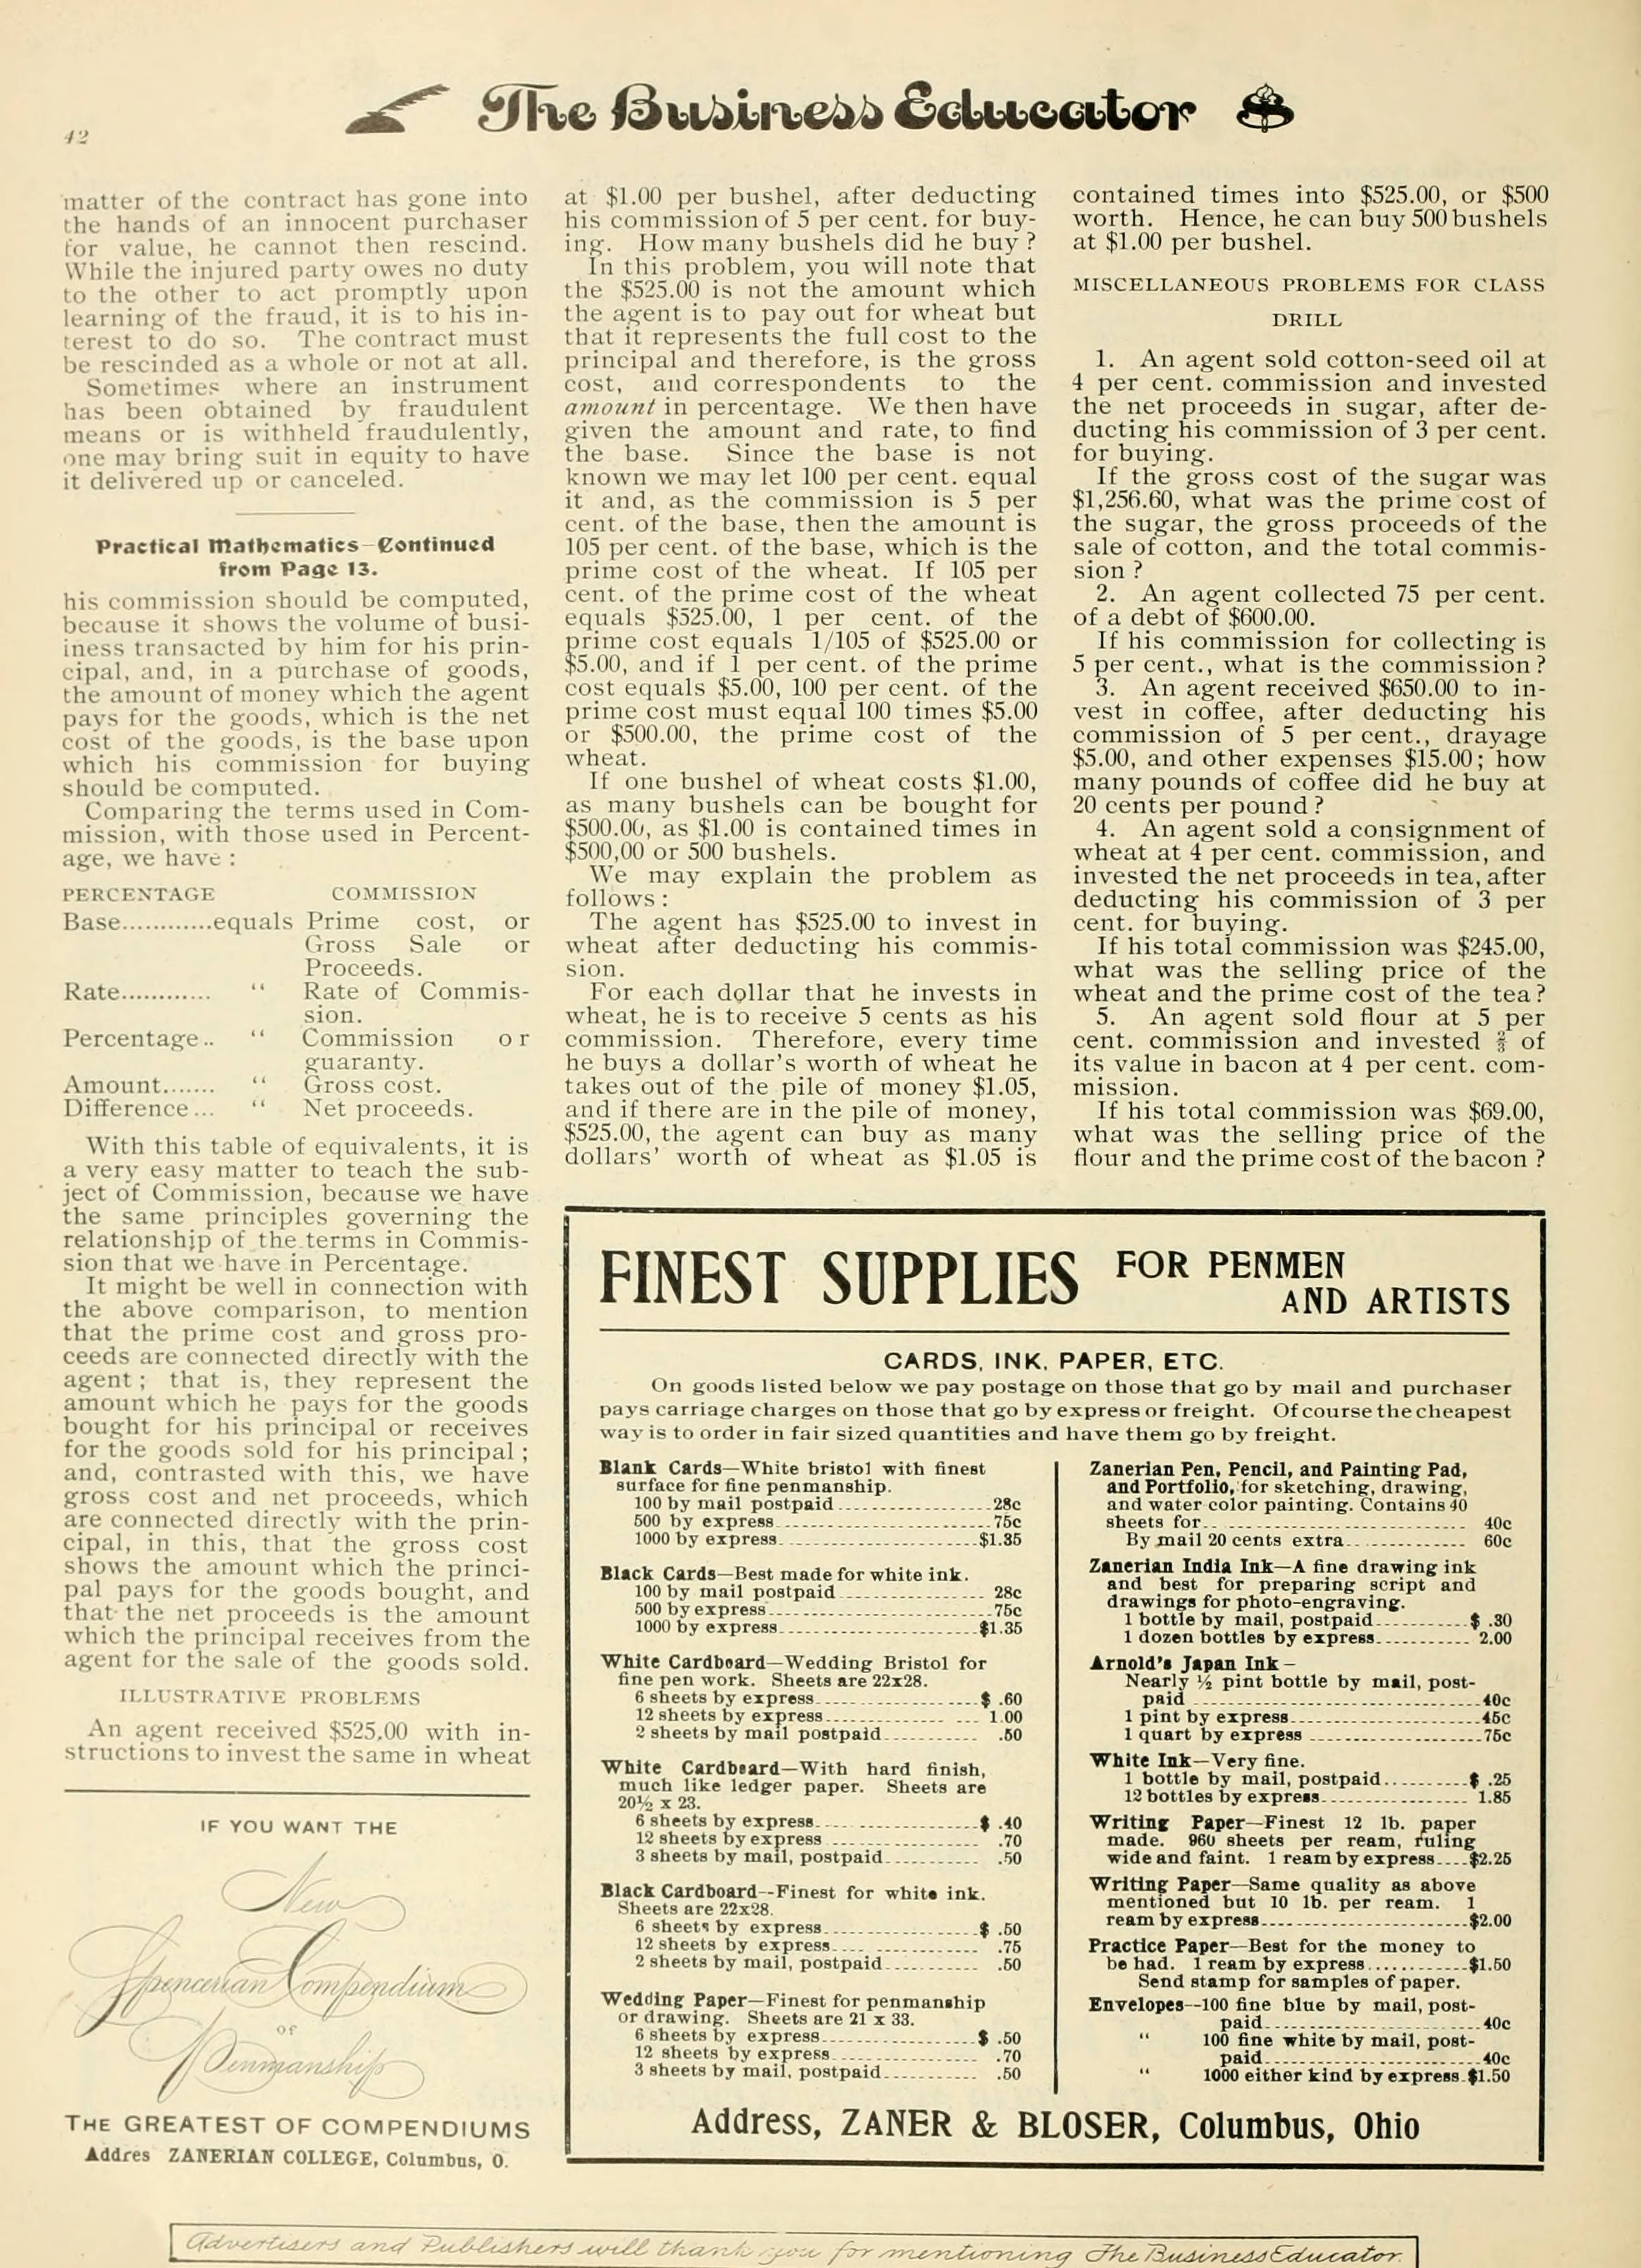 42
The Business Educator
matter of the contract has gone into
the hands of an innocent purchaser
for value, he cannot then rescind.
While the injured party owes no duty
to the other to act promptly upon
learning of the fraud, it is to his in-
terest to do so. The contract must
be rescinded as a whole or not at all.
Sometimes where an instrument
has been obtained by fraudulent
means or is withheld fraudulently,
one may bring suit in equity to have
it delivered up or canceled.
Practical Mathematics—Continued
from Page 13.
his commission should be computed,
because it shows the volume of busi-
iness transacted by him for his prin-
cipal, and, in a purchase of goods,
the amount of money which the agent
pays for the goods, which is the net
cost of the goods, is the base upon
which his commission for buying
should be computed.
Comparing the terms used in Com-
mission, with those used in Percent-
age, we have :
PERCENTAGE COMMISSION
Base............equals Prime cost, or
Gross Sale or
Proceeds.
Rate............ “ Rate of Commis-
sion.
Percentage.. “ Commission or
guaranty.
Amount....... “ Gross cost.
Difference... “ Net proceeds.
With this table of equivalents, it is
a very easy matter to teach the sub-
ject of Commission, because we have
the same principles governing the
relationship of the terms in Commis-
sion that we have in Percentage.
It might be well in connection with
the above comparison, to mention
that the prime cost and gross pro-
ceeds are connected directly with the
agent ; that is, they represent the
amount which he pays for the goods
bought for his principal or receives
for the goods sold for his principal ;
and, contrasted with this, we have
gross cost and net proceeds, which
are connected directly with the prin-
cipal, in this, that the gross cost
shows the amount which the princi-
pal pays for the goods bought, and
that the net proceeds is the amount
which the principal receives from the
agent for the sale of the goods sold.
ILLUSTRATIVE PROBLEMS
An agent received $525.00 with in-
structions to invest the same in wheat
IF YOU WANT THE
New
Spencerian Compendium
OF
Penmanship
THE GREATEST OF COMPENDIUMS
Addres ZANERIAN COLLEGE, Columbus, O.
at $1.00 per bushel, after deducting
his commission of 5 per cent. for buy-
ing. How many bushels did he buy ?
In this problem, you will note that
the $525.00 is not the amount which
the agent is to pay out for wheat but
that it represents the full cost to the
principal and therefore, is the gross
cost, and correspondents to the
amount in percentage. We then have
given the amount and rate, to find
the base. Since the base is not
known we may let 100 per cent. equal
it and, as the commission is 5 per
cent. of the base, then the amount is
105 per cent. of the base, which is the
prime cost of the wheat. If 105 per
cent. of the prime cost of the wheat
equals $525.00, 1 per cent. of the
prime cost equals 1/105 of $525.00 or
$5.00, and if 1 per cent. of the prime
cost equals $5.00, 100 per cent. of the
prime cost must equal 100 times $5.00
or $500.00, the prime cost of the
wheat.
If one bushel of wheat costs $1.00,
as many bushels can be bought for
$500.00, as $1.00 is contained times in
$500,00 or 500 bushels.
We may explain the problem as
follows :
The agent has $525.00 to invest in
wheat after deducting his commis-
sion.
For each dollar that he invests in
wheat, he is to receive 5 cents as his
commission. Therefore, every time
he buys a dollar's worth of wheat he
takes out of the pile of money $1.05,
and if there are in the pile of money,
$525.00, the agent can buy as many
dollars' worth of wheat as $1.05 is
contained times into $525.00, or $500
worth. Hence, he can buy 500 bushels
at $1.00 per bushel.
MISCELLANEOUS PROBLEMS FOR CLASS
DRILL
1. An agent sold cotton-seed oil at
4 per cent. commission and invested
the net proceeds in sugar, after de-
ducting his commission of 3 per cent.
for buying.
If the gross cost of the sugar was
$1,256.60, what was the prime cost of
the sugar, the gross proceeds of the
sale of cotton, and the total commis-
sion ?
2. An agent collected 75 per cent.
of a debt of $600.00.
If his commission for collecting is
5 per cent., what is the commission ?
3. An agent received $650.00 to in-
vest in coffee, after deducting his
commission of 5 per cent., drayage
$5.00, and other expenses $15.00 ; how
many pounds of coffee did he buy at
20 cents per pound ?
4. An agent sold a consignment of
wheat at 4 per cent. commission, and
invested the net proceeds in tea, after
deducting his commission of 3 per
cent. for buying.
If his total commission was $245.00,
what was the selling price of the
wheat and the prime cost of the tea ?
5. An agent sold flour at 5 per
cent. commission and invested ⅔ of
its value in bacon at 4 per cent. com-
mission.
If his total commission was $69.00,
what was the selling price of the
flour and the prime cost of the bacon ?
FINEST SUPPLIES FOR PENMEN
AND ARTISTS
CARDS, INK, PAPER, ETC.
On goods listed below we pay postage on those that go by mail and purchaser
pays carriage charges on those that go by express or freight. Of course the cheapest
way is to order in fair sized quantities and have them go by freight.
Blank Cards—White bristol with finest
surface for fine penmanship.
100 by mail postpaid 28c
500 by express 75c
1000 by express $1.35
Black Cards—Best made for white ink.
100 by mail postpaid 28c
500 by express 75c
1000 by express $1.35
White Cardboard—Wedding Bristol for
fine pen work. Sheets are 22x28.
6 sheets by express $ .60
12 sheets by express 1.00
2 sheets by mail postpaid .50
White Cardboard—With hard finish,
much like ledger paper. Sheets are
20½ x 23.
6 sheets by express $ .40
12 sheets by express .70
3 sheets by mail, postpaid .50
Black Cardboard--Finest for white ink.
Sheets are 22x28.
6 sheets by express $ .50
12 sheets by express .75
2 sheets by mail, postpaid .50
Wedding Paper—Finest for penmanship
or drawing. Sheets are 21 x 33.
6 sheets by express $ .50
12 sheets by express .70
3 sheets by mail, postpaid .50
Zanerian Pen, Pencil, and Painting Pad,
and Portfolio, for sketching, drawing,
and water color painting. Contains 40
sheets for 40c
By mail 20 cents extra 60c
Zanerian India Ink—A fine drawing ink
and best for preparing script and
drawings for photo-engraving.
1 bottle by mail, postpaid $ .30
1 dozen bottles by express 2.00
Arnold's Japan Ink—
Nearly ½ pint bottle by mail, post-
paid 40c
1 pint by express 45c
1 quart by express 75c
White Ink—Very fine.
1 bottle by mail, postpaid $ .25
12 bottles by express 1.85
Writing Paper—Finest 12 lb. paper
made. 960 sheets per ream, ruling
wide and faint. 1 ream by express $2.25
Writing Paper—Same quality as above
mentioned but 10 lb. per ream. 1
ream by express $2.00
Practice Paper—Best for the money to
be had. 1 ream by express $1.50
Send stamp for samples of paper.
Envelopes--100 fine blue by mail, post-
paid 40c
“ 100 fine white by mail, post-
paid 40c
“ 1000 either kind by express $1.50
Address, ZANER & BLOSER, Columbus, Ohio
Advertisers and Publishers will thank you for mentioning The Business Educator.